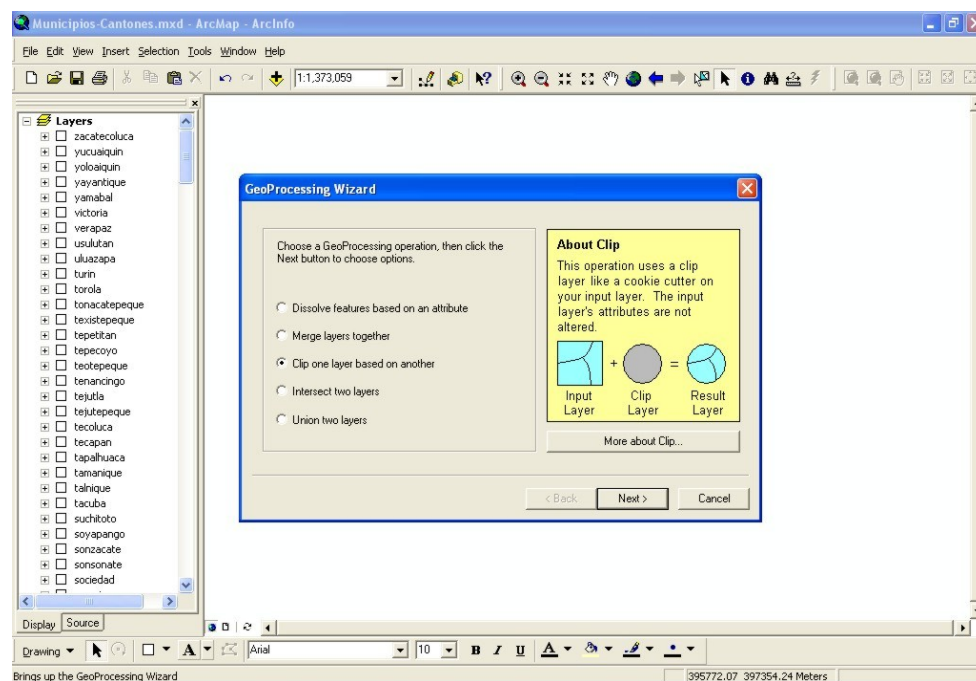 Municipios-Cantones.mxd - ArcMap - ArcInfo
File Edit View Insert Selection Tools Window Help
1:1,373,059
Layers
zacatecoluca
yucuaiquin
yoloaiquin
yayantique
yamabal
victoria
verapaz
usulutan
uluazapa
turin
torola
tonacatepeque
texistepeque
tepetitan
tepecoyo
teotepeque
tenancingo
tejutla
tejutepeque
tecoluca
tecapan
tapalhuaca
tamanique
talnique
tacuba
suchitoto
soyapango
sonzacate
sonsonate
sociedad
Display Source
GeoProcessing Wizard
Choose a GeoProcessing operation, then click the
Next button to choose options.
Dissolve features based on an attribute
Merge layers together
Clip one layer based on another
Intersect two layers
Union two layers
About Clip
This operation uses a clip
layer like a cookie cutter on
your input layer. The input
layer's attributes are not
altered.
+ =
Input Clip Result
Layer Layer Layer
More about Clip...
< Back Next > Cancel
Drawing A Arial 10 B I U A
Brings up the GeoProcessing Wizard 395772.07 397354.24 Meters